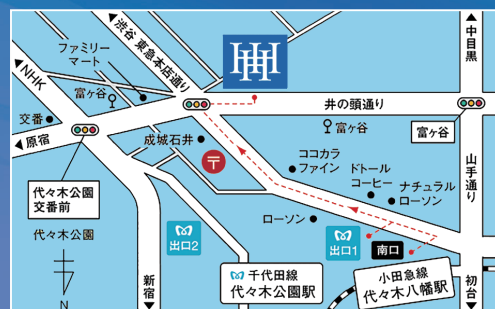 渋谷 東急本店通り
中目黒
ファミリー
マート
NHK
HH
富ヶ谷
井の頭通り
交番
富ヶ谷
富ヶ谷
原宿
成城石井
山手通り
代々木公園
交番前
〒
ココカラ
ファイン
ドトール
コーヒー
ナチュラル
ローソン
代々木公園
ローソン
出口2
出口1
南口
千代田線
代々木公園駅
小田急線
代々木八幡駅
新宿
初台
N